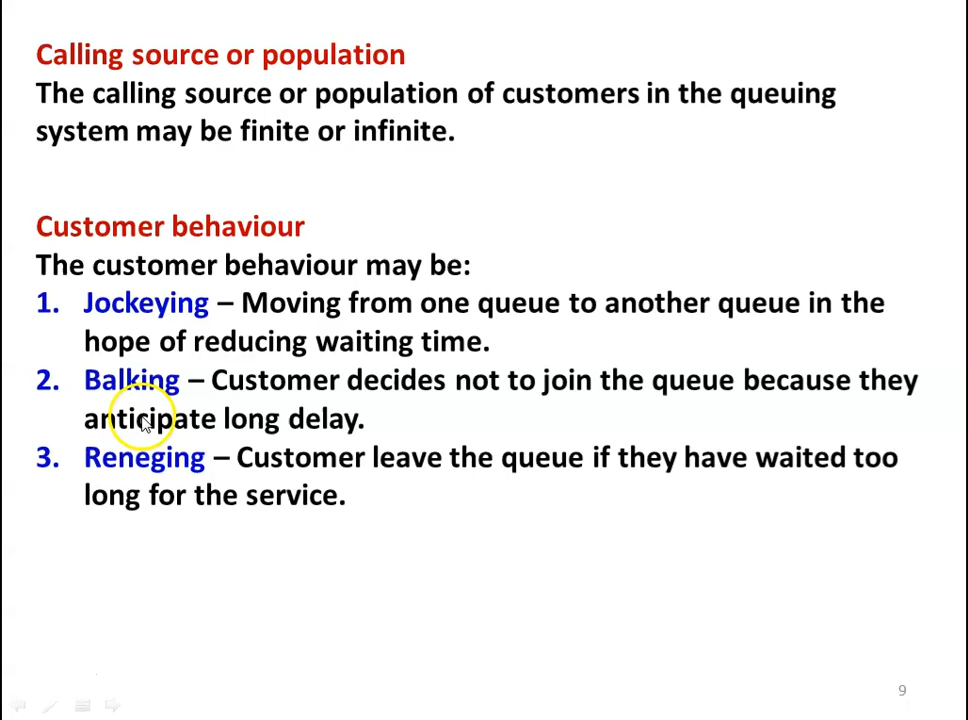 Calling source or population
The calling source or population of customers in the queuing
system may be finite or infinite.
Customer behaviour
The customer behaviour may be:
1. Jockeying – Moving from one queue to another queue in the
hope of reducing waiting time.
2. Balking – Customer decides not to join the queue because they
anticipate long delay.
3. Reneging – Customer leave the queue if they have waited too
long for the service.
9